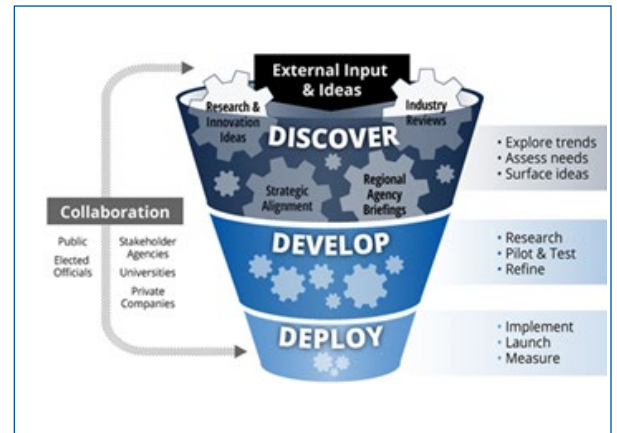 External Input
& Ideas
Research &
Innovation
Ideas
Industry
Reviews
DISCOVER
Strategic
Alignment
Regional
Agency
Briefings
• Explore trends
• Assess needs
• Surface ideas
Collaboration
Public
Elected
Officials
Stakeholder
Agencies
Universities
Private
Companies
DEVELOP
• Research
• Pilot & Test
• Refine
DEPLOY
• Implement
• Launch
• Measure